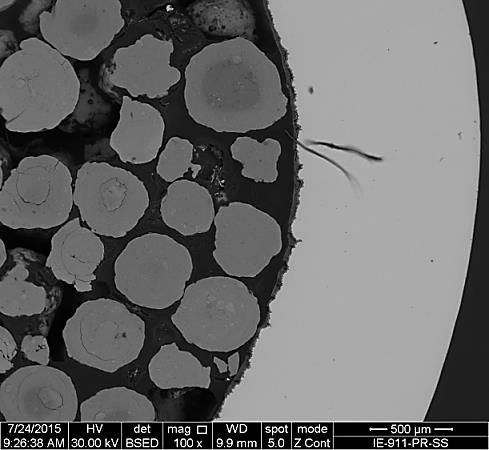 7/24/2015 HV det mag WD spot mode 500 µm
9:26:38 AM 30.00 kV BSED 100 x 9.9 mm 5.0 Z Cont IE-911-PR-SS